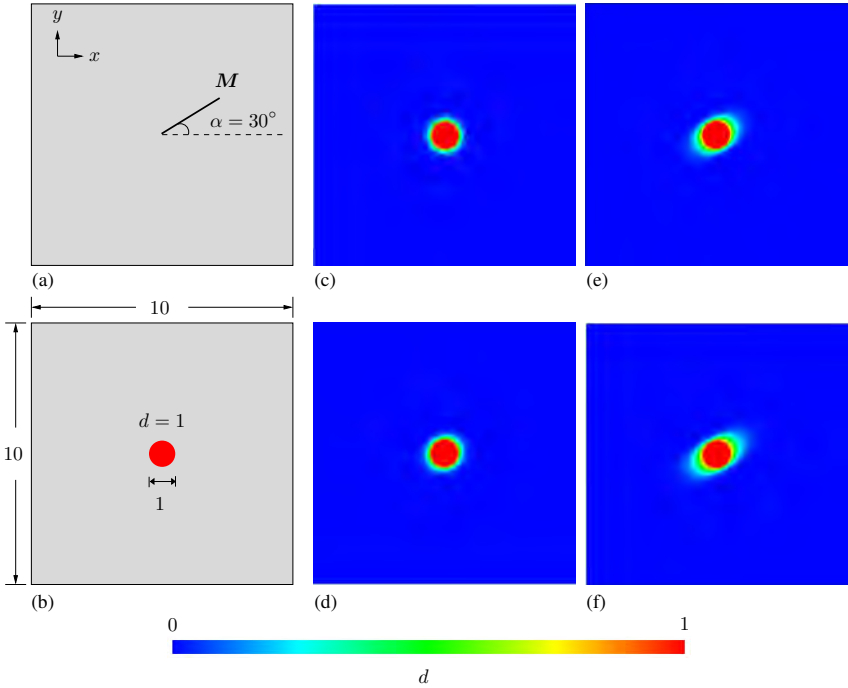 y
x
M
α = 30°
(a)
(c)
(e)
10
d = 1
10
1
(b)
(d)
(f)
0
1
d